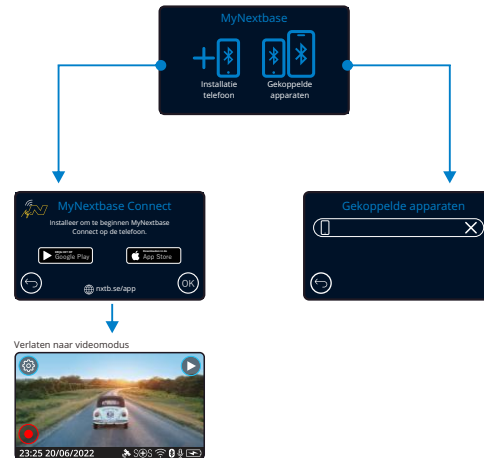 MyNextbase
Installatie
telefoon
Gekoppelde
apparaten
MyNextbase Connect
Installeer om te beginnen MyNextbase
Connect op de telefoon.
Google Play
App Store
OK
nxtb.se/app
Gekoppelde apparaten
Verlaten naar videomodus
23:25 20/06/2022